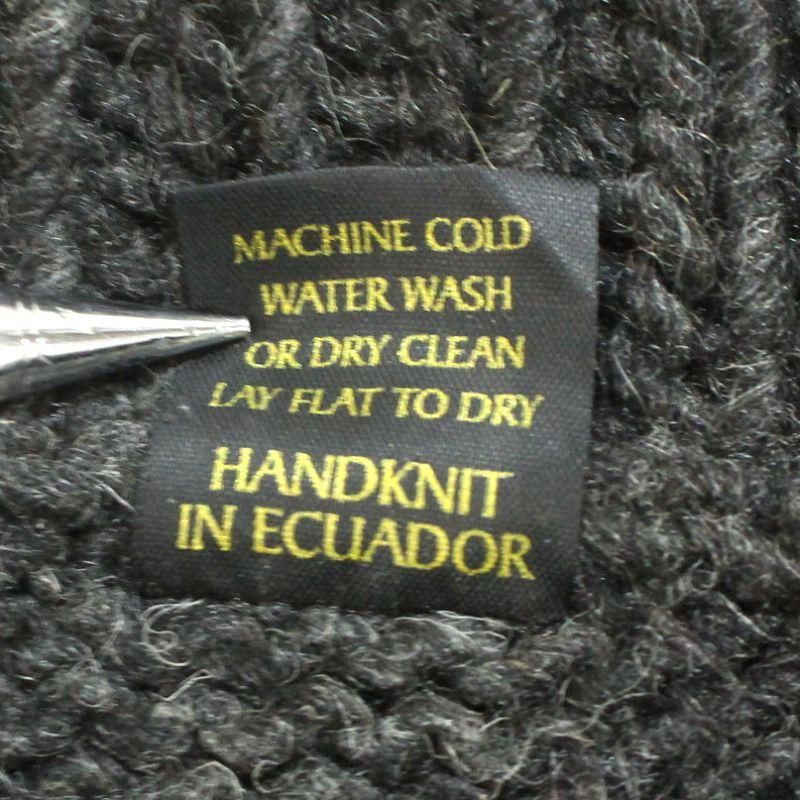 MACHINE COLD
WATER WASH
OR DRY CLEAN
LAY FLAT TO DRY
HANDKNIT
IN ECUADOR